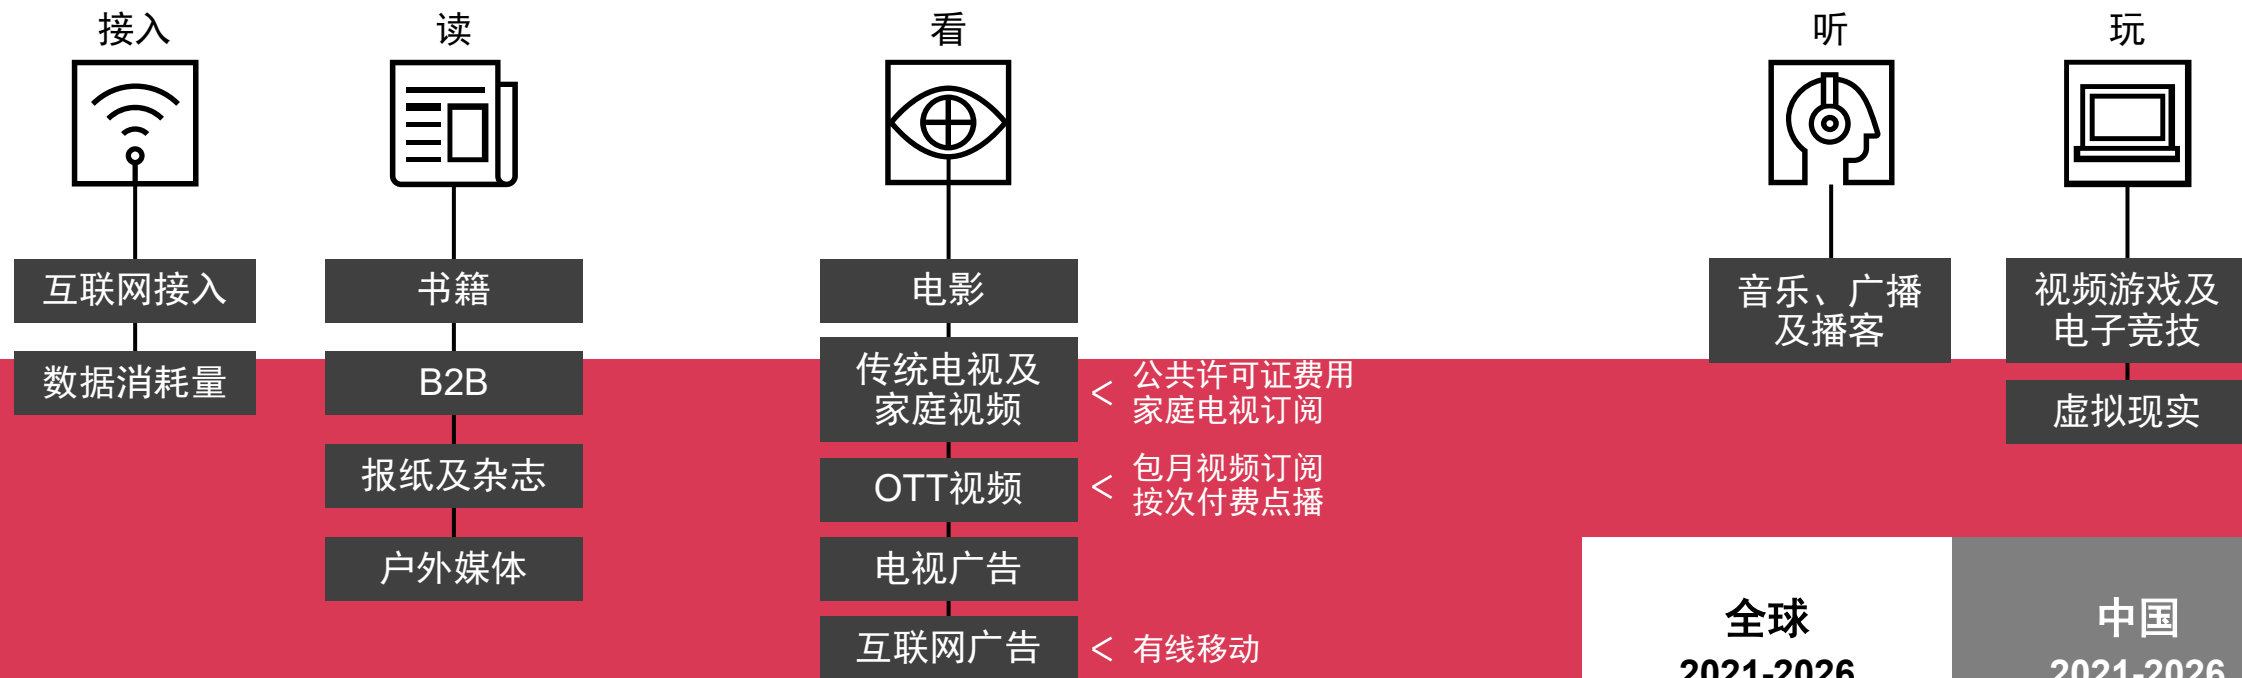 接入
互联网接入
数据消耗量
读
书籍
B2B
报纸及杂志
户外媒体
看
电影
传统电视及
家庭视频
< 公共许可证费用
家庭电视订阅
OTT视频
< 包月视频订阅
按次付费点播
电视广告
互联网广告
< 有线移动
听
音乐、广播
及播客
玩
视频游戏及
电子竞技
虚拟现实
全球
2021-2026
中国
2021-2026